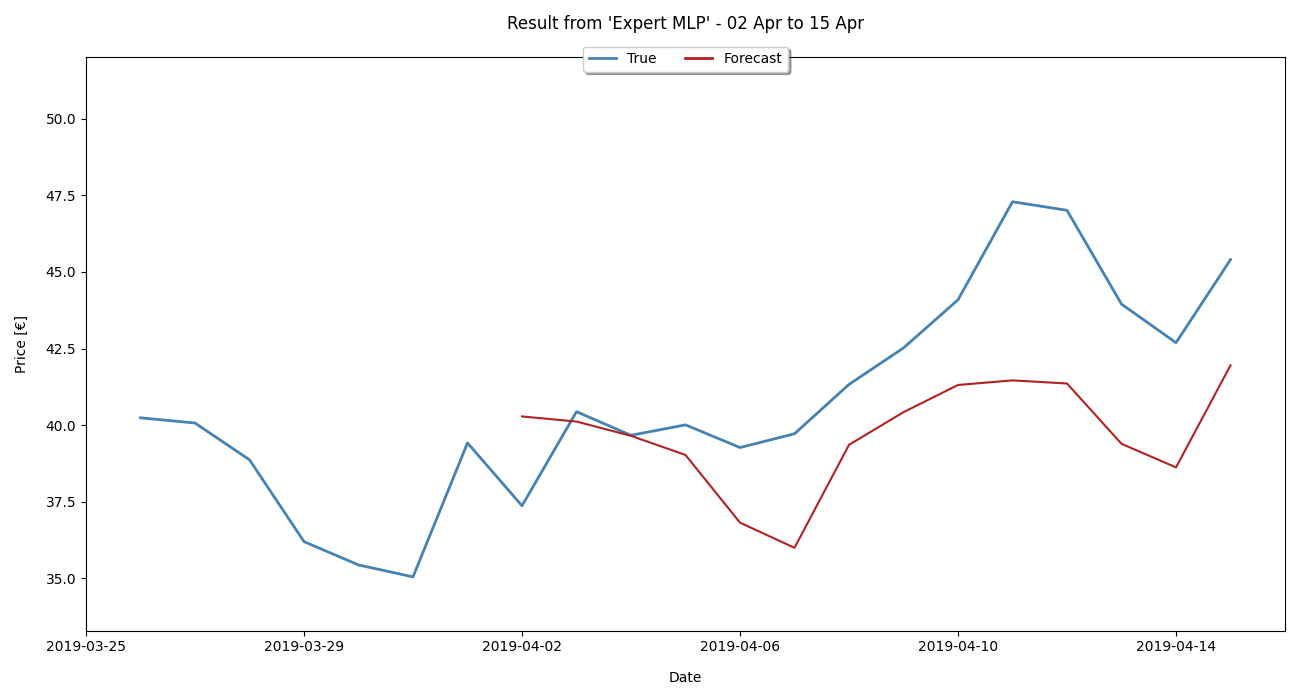 Result from 'Expert MLP' - 02 Apr to 15 Apr
True
Forecast
50.0
47.5
45.0
42.5
40.0
37.5
35.0
Price [€]
2019-03-25
2019-03-29
2019-04-02
2019-04-06
2019-04-10
2019-04-14
Date